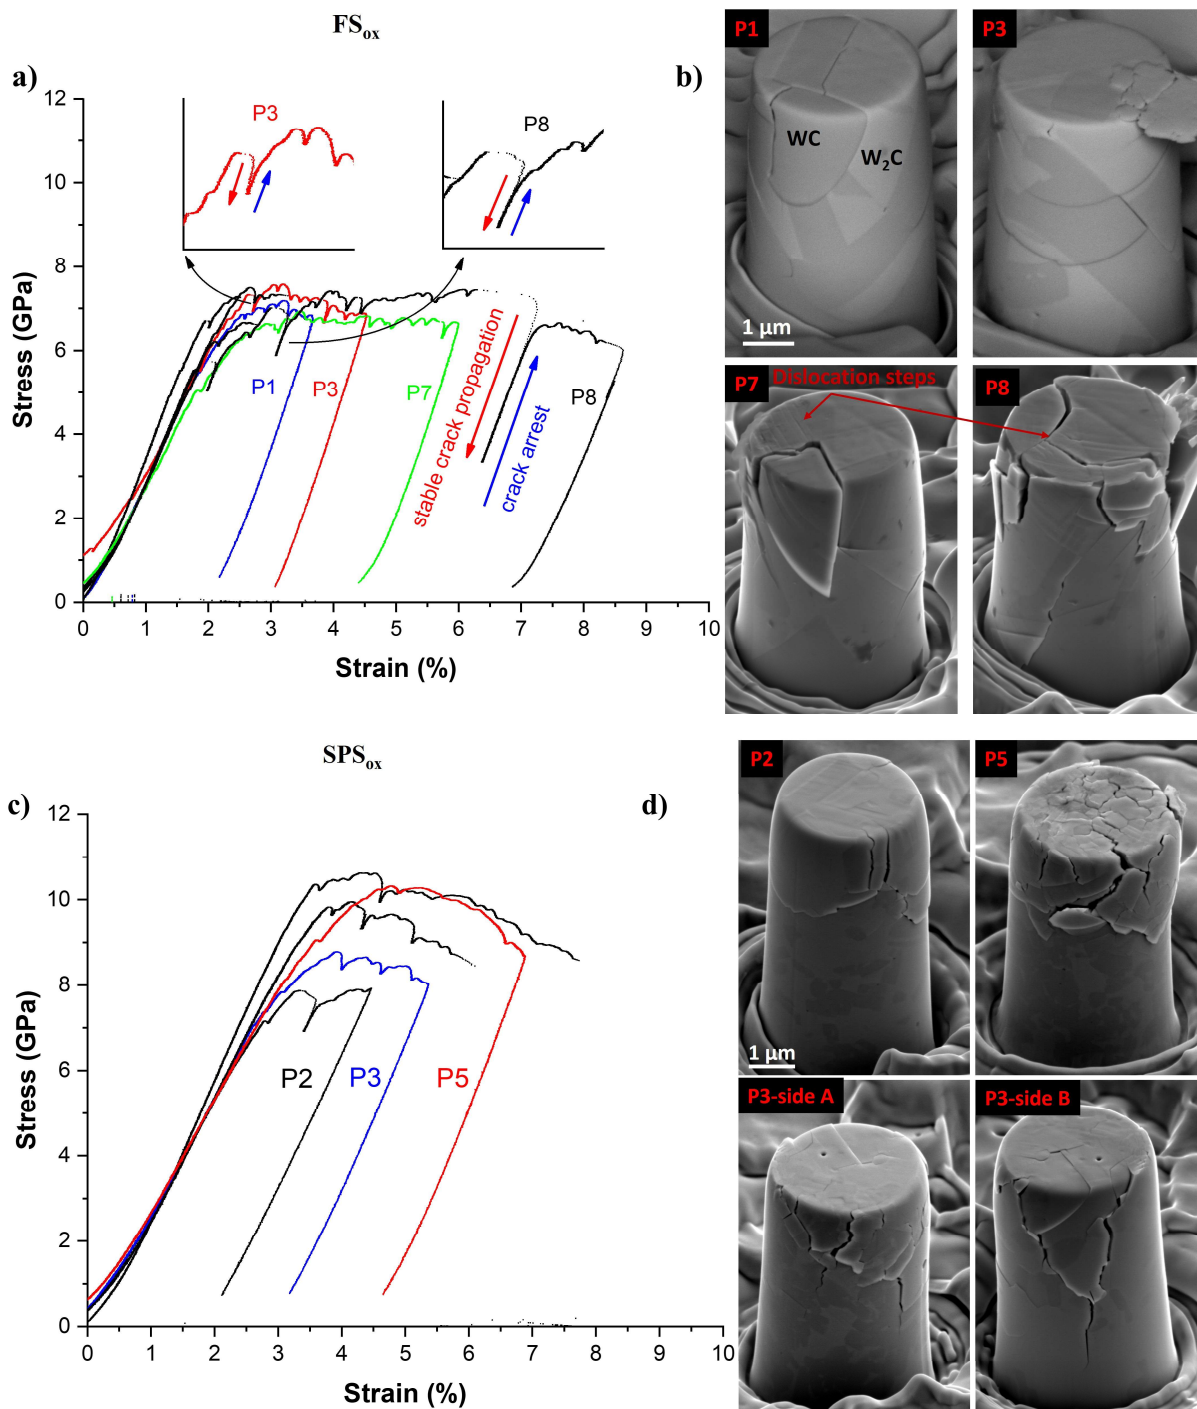 FSox
a)
b)
12
10
8
6
4
2
0
Stress (GPa)
0 1 2 3 4 5 6 7 8 9 10
Strain (%)
P3
P8
P1
P3
P7
P8
stable crack propagation
crack arrest
P1
WC
W2C
1 µm
P3
P7
Dislocation steps
P8
SPSox
c)
d)
12
10
8
6
4
2
0
Stress (GPa)
0 1 2 3 4 5 6 7 8 9 10
Strain (%)
P2
P3
P5
P2
1 µm
P5
P3-side A
P3-side B